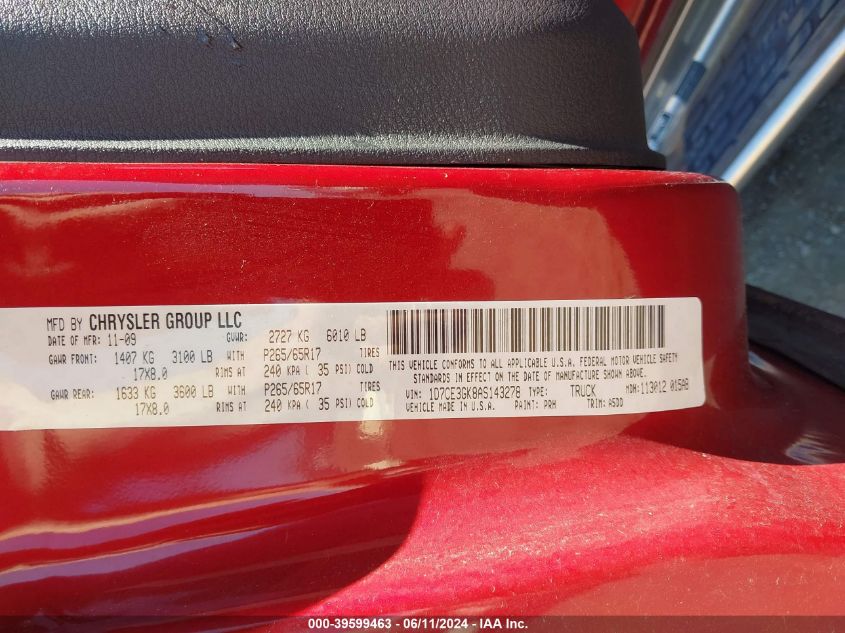 MFD BY CHRYSLER GROUP LLC
DATE OF MFR: 11-09 GVWR: 2727 KG 6010 LB
GAWR FRONT: 1407 KG 3100 LB WITH P265/65R17 TIRES
17X8.0 RIMS AT 240 KPA ( 35 PSI) COLD
GAWR REAR: 1633 KG 3600 LB WITH P265/65R17 TIRES
17X8.0 RIMS AT 240 KPA ( 35 PSI) COLD
THIS VEHICLE CONFORMS TO ALL APPLICABLE U.S.A. FEDERAL MOTOR VEHICLE SAFETY
STANDARDS IN EFFECT ON THE DATE OF MANUFACTURE SHOWN ABOVE.
VIN: 1D7CE3GK8AS143278 TYPE: TRUCK MDH: 113012 015AB
VEHICLE MADE IN U.S.A. PAINT: PRH TRIM: A5DD
000-39599463 - 06/11/2024 - IAA Inc.